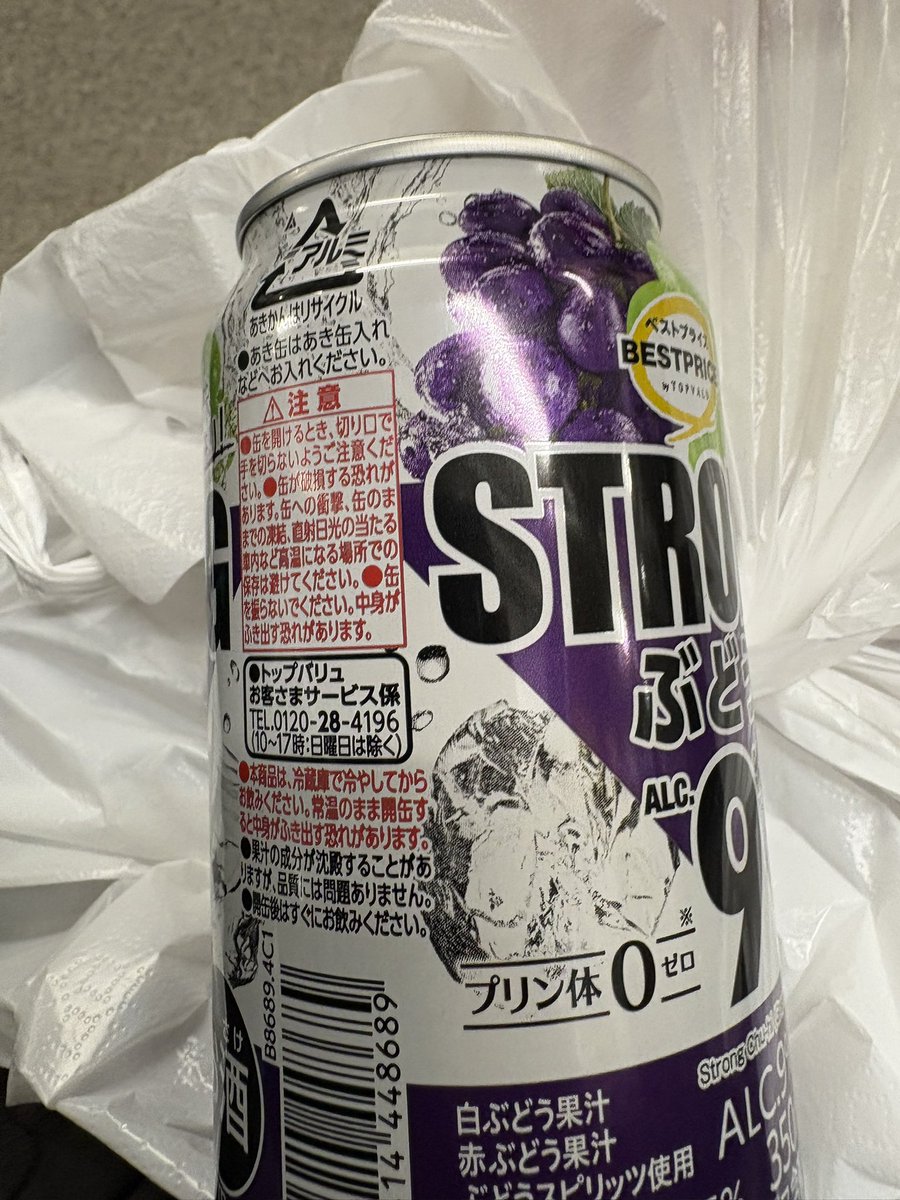 アルミ
あきかんはリサイクル
●あき缶はあき缶入れ
などへお入れください。
⚠注意
●缶を開けるとき、切り口で
手を切らないようご注意くだ
さい。●缶が破損する恐れが
あります。缶への衝撃、缶のま
までの凍結、直射日光の当たる
車内など高温になる場所での
保存は避けてください。●缶
を振らないでください。中身が
ふき出す恐れがあります。
●トップバリュ
お客さまサービス係
TEL.0120-28-4196
(10~17時:日曜日は除く)
●本商品は、冷蔵庫で冷やしてから
お飲みください。常温のまま開缶す
ると中身がふき出す恐れがあります。
●果汁の成分が沈殿することがあ
りますが、品質には問題ありません。
●開缶後はすぐにお飲みください。
B8689.4C1
14448689
G
酒
ベストプライス
BESTPRICE
by TOPVALU
STRO
ぶど
ALC.
9
プリン体0※
ゼロ
Strong Chu-
ALC.9
350
白ぶどう果汁
赤ぶどう果汁
ぶどうスピリッツ使用
%